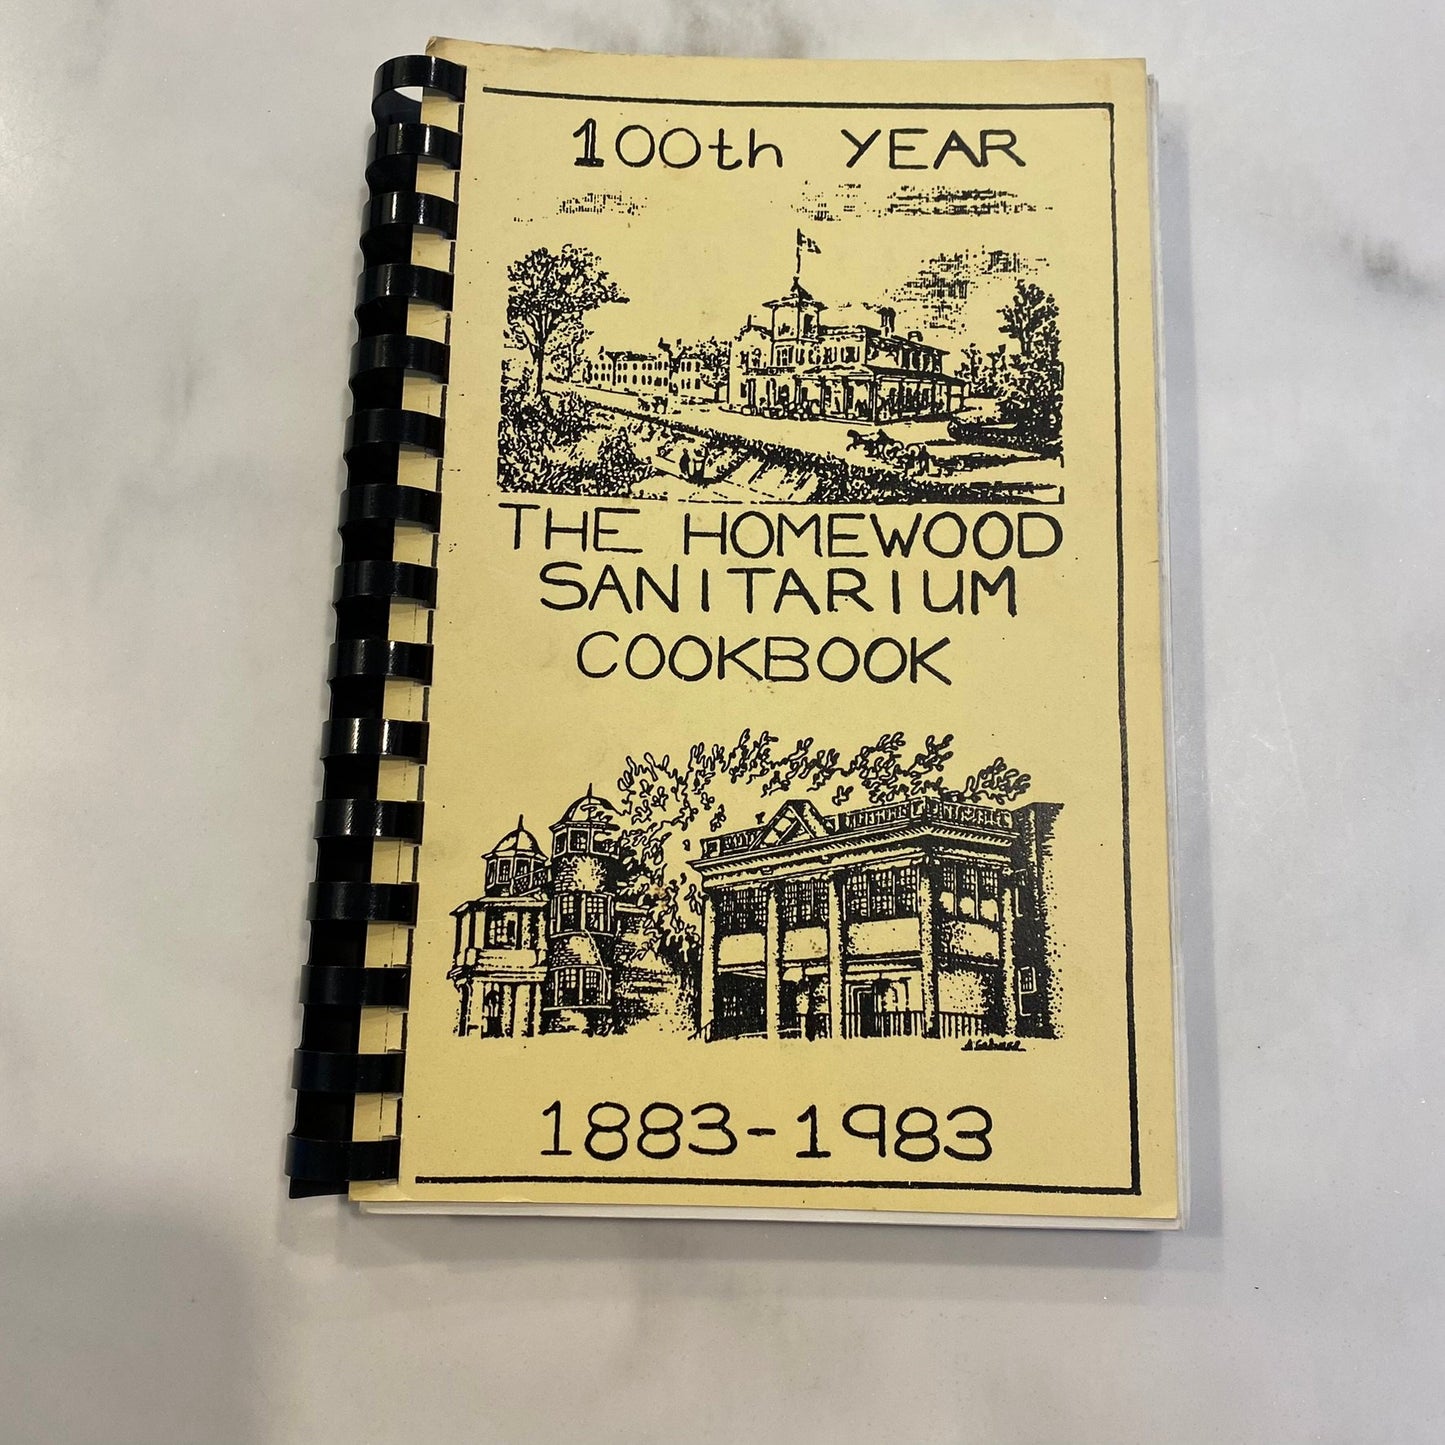 100th YEAR
THE HOMEWOOD
SANITARIUM
COOKBOOK
1883-1983